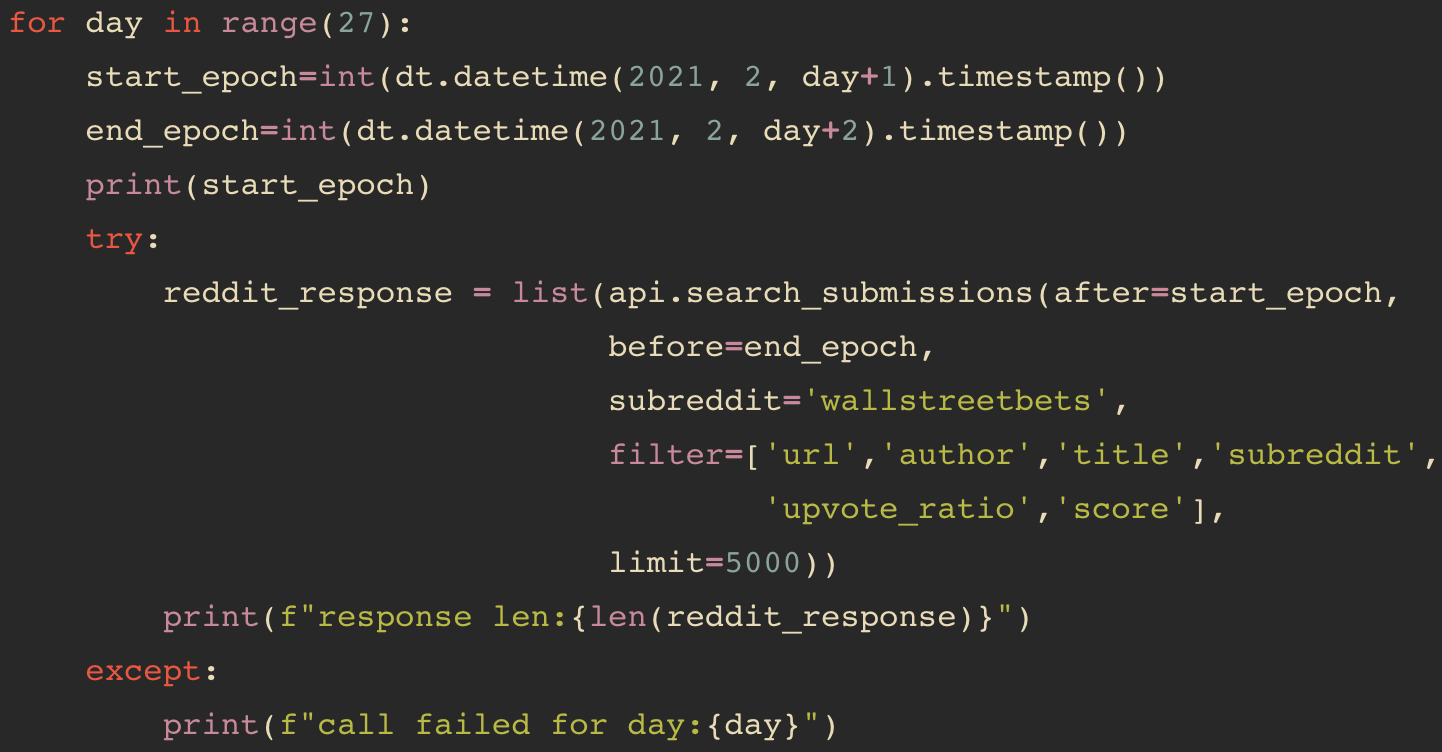 for day in range(27):
    start_epoch=int(dt.datetime(2021, 2, day+1).timestamp())
    end_epoch=int(dt.datetime(2021, 2, day+2).timestamp())
    print(start_epoch)
    try:
        reddit_response = list(api.search_submissions(after=start_epoch,
                               before=end_epoch,
                               subreddit='wallstreetbets',
                               filter=['url','author','title','subreddit',
                                       'upvote_ratio','score'],
                               limit=5000))
        print(f"response len:{len(reddit_response)}")
    except:
        print(f"call failed for day:{day}")